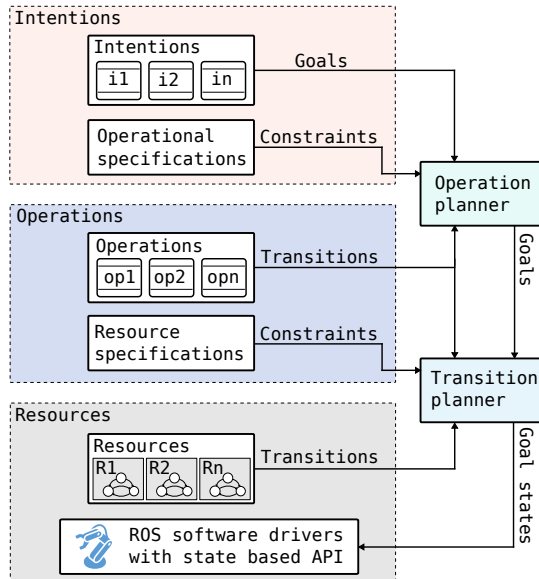 Intentions
Intentions
i1 i2 in
Goals
Operational
specifications
Constraints
Operation
planner
Operations
Operations
op1 op2 opn
Transitions
Goals
Resource
specifications
Constraints
Transition
planner
Resources
Resources
R1 R2 Rn
Transitions
Goal states
ROS software drivers
with state based API